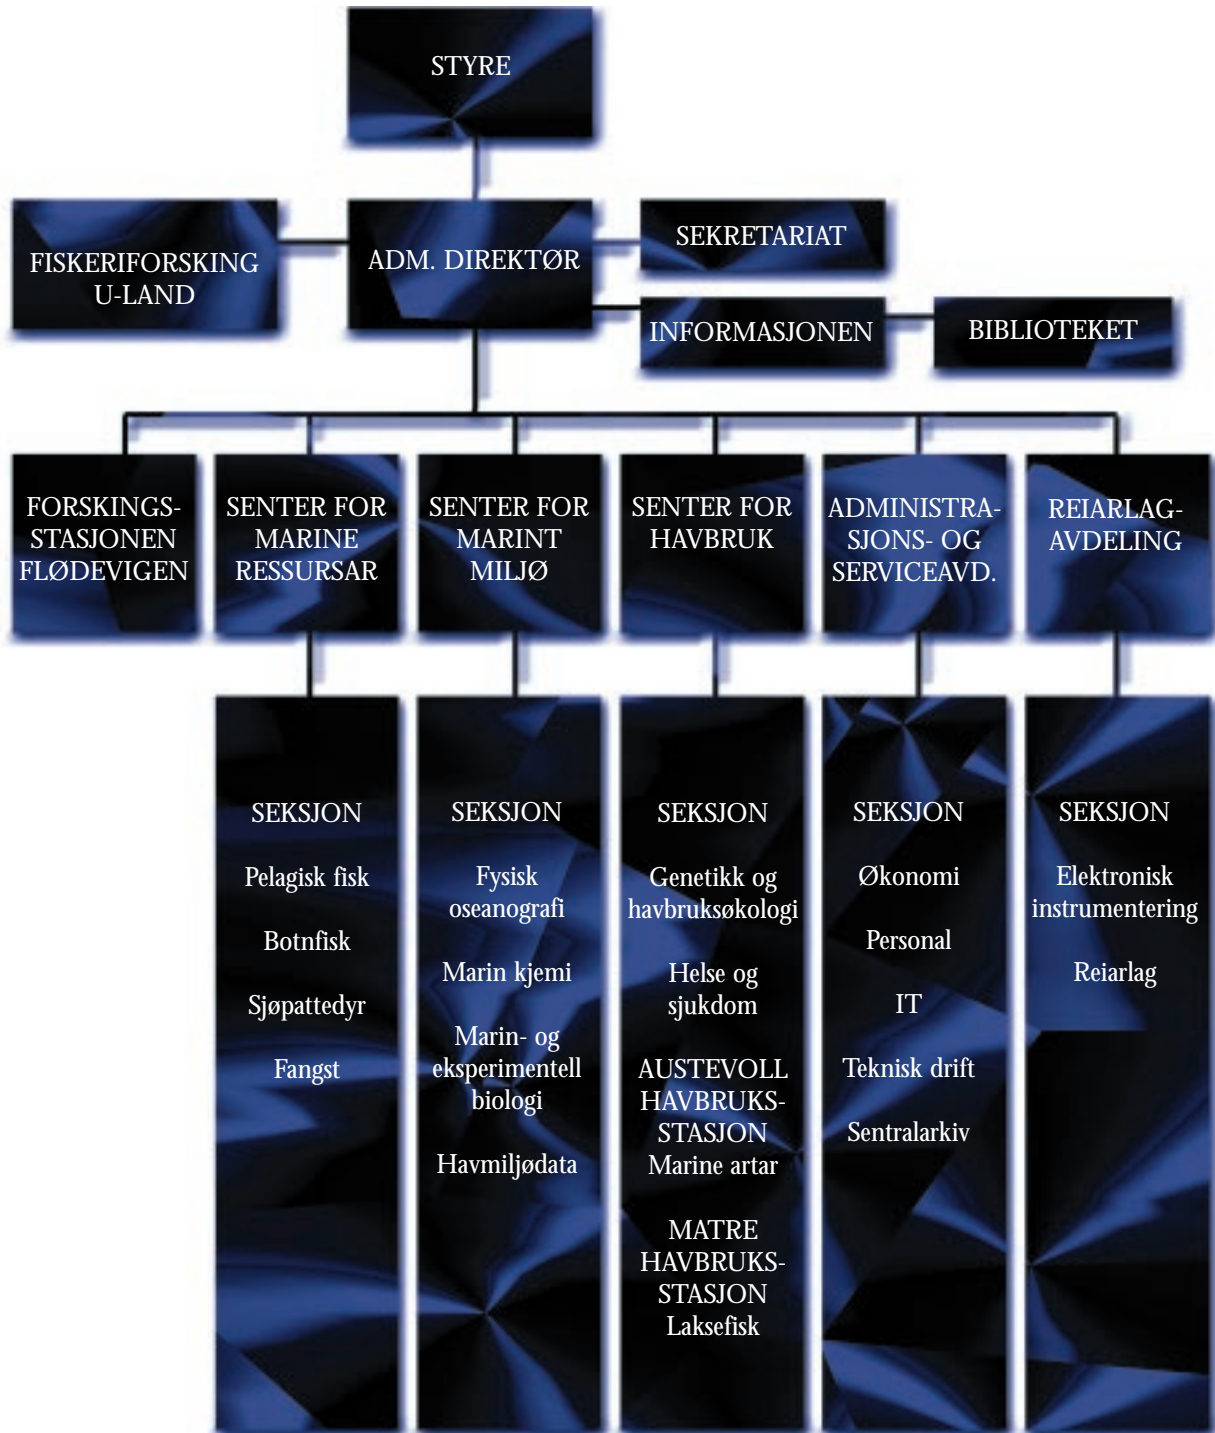 STYRE
FISKERIFORSKING
U-LAND
ADM. DIREKTØR
SEKRETARIAT
INFORMASJONEN
BIBLIOTEKET
FORSKINGS-
STASJONEN
FLØDEVIGEN
SENTER FOR
MARINE
RESSURSAR
SENTER FOR
MARINT
MILJØ
SENTER FOR
HAVBRUK
ADMINISTRA-
SJONS- OG
SERVICEAVD.
REIARLAG-
AVDELING
SEKSJON
Pelagisk fisk
Botnfisk
Sjøpattedyr
Fangst
SEKSJON
Fysisk
oseanografi
Marin kjemi
Marin- og
eksperimentell
biologi
Havmiljødata
SEKSJON
Genetikk og
havbruksøkologi
Helse og
sjukdom
AUSTEVOLL
HAVBRUKS-
STASJON
Marine artar
MATRE
HAVBRUKS-
STASJON
Laksefisk
SEKSJON
Økonomi
Personal
IT
Teknisk drift
Sentralarkiv
SEKSJON
Elektronisk
instrumentering
Reiarlag